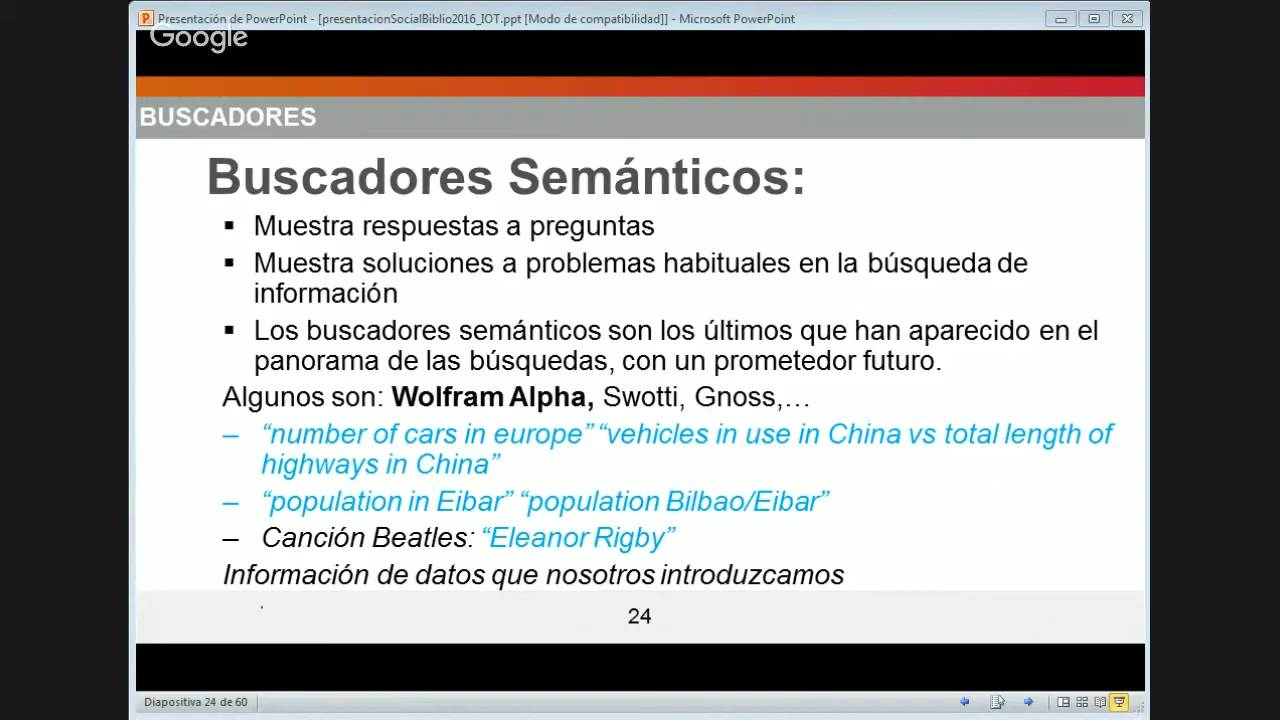 Presentación de PowerPoint - [presentacionSocialBiblio2016_IOT.ppt [Modo de compatibilidad]] - Microsoft PowerPoint
Google
BUSCADORES
Buscadores Semánticos:
▪ Muestra respuestas a preguntas
▪ Muestra soluciones a problemas habituales en la búsqueda de
información
▪ Los buscadores semánticos son los últimos que han aparecido en el
panorama de las búsquedas, con un prometedor futuro.
Algunos son: Wolfram Alpha, Swotti, Gnoss,…
– “number of cars in europe” “vehicles in use in China vs total length of
highways in China”
– “population in Eibar” “population Bilbao/Eibar”
– Canción Beatles: “Eleanor Rigby”
Información de datos que nosotros introduzcamos
24
Diapositiva 24 de 60